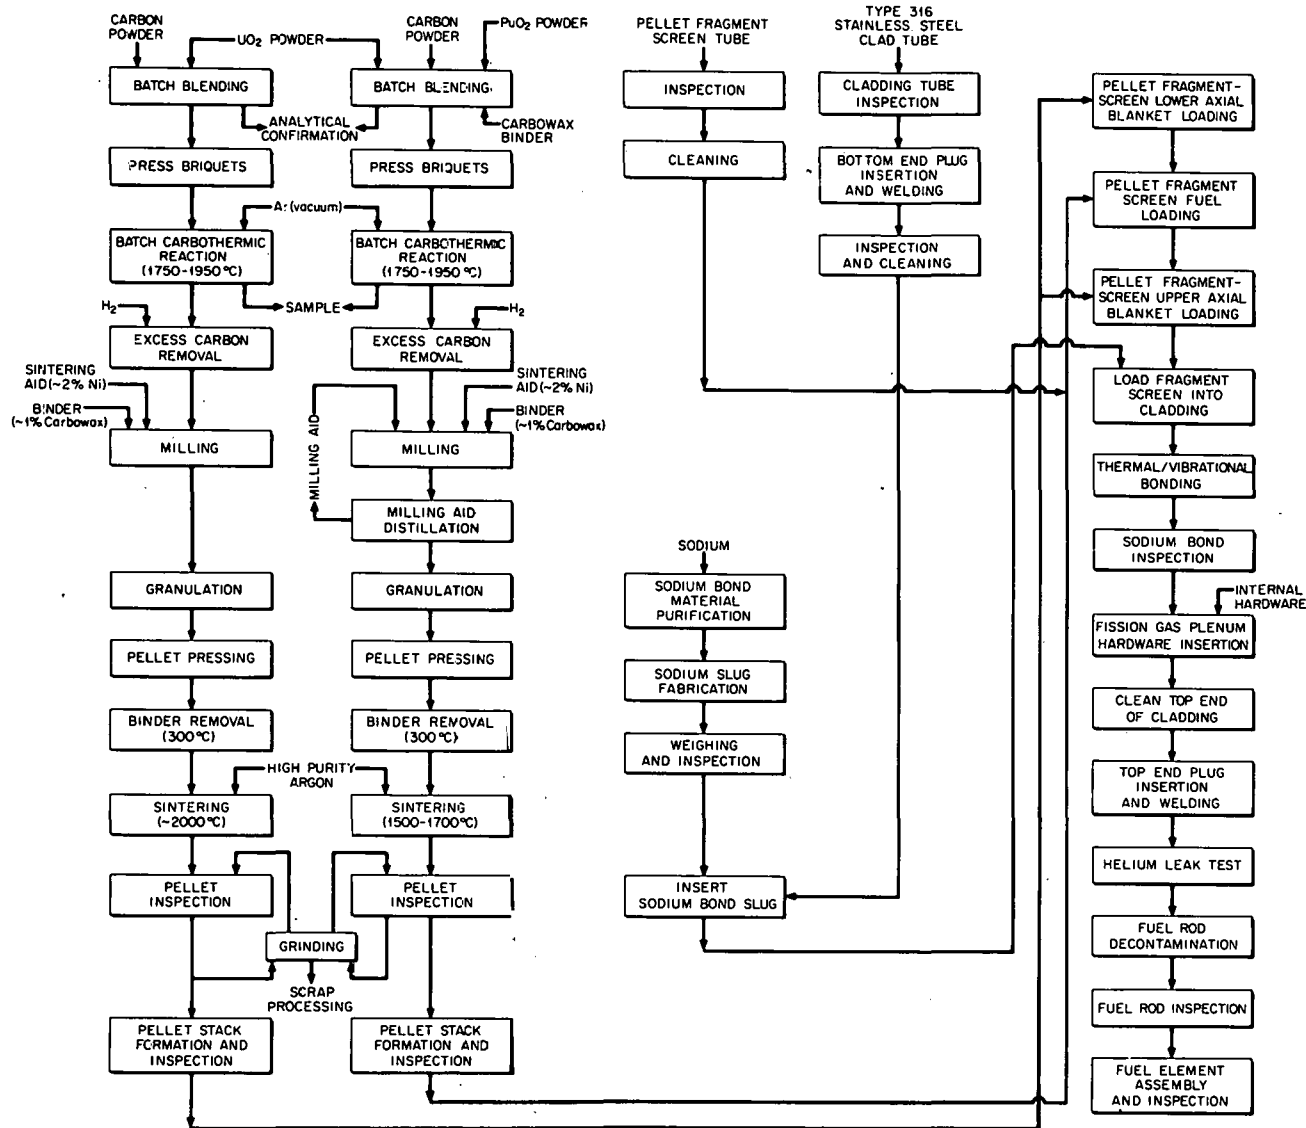 CARBON
POWDER
UO2 POWDER
CARBON
POWDER
PuO2 POWDER
BATCH BLENDING
BATCH BLENDING
ANALYTICAL
CONFIRMATION
CARBOWAX
BINDER
PRESS BRIQUETS
PRESS BRIQUETS
Ar (vacuum)
BATCH CARBOTHERMIC
REACTION
(1750-1950°C)
BATCH CARBOTHERMIC
REACTION
(1750-1950°C)
SAMPLE
H2
H2
EXCESS CARBON
REMOVAL
EXCESS CARBON
REMOVAL
SINTERING
AID (~2% Ni)
BINDER
(~1% Carbowax)
SINTERING
AID (~2% Ni)
BINDER
(~1% Carbowax)
MILLING
MILLING AID
MILLING
MILLING AID
DISTILLATION
GRANULATION
GRANULATION
PELLET PRESSING
PELLET PRESSING
BINDER REMOVAL
(300°C)
BINDER REMOVAL
(300°C)
HIGH PURITY
ARGON
SINTERING
(~2000°C)
SINTERING
(1500-1700°C)
PELLET
INSPECTION
PELLET
INSPECTION
GRINDING
SCRAP
PROCESSING
PELLET STACK
FORMATION AND
INSPECTION
PELLET STACK
FORMATION AND
INSPECTION
PELLET FRAGMENT
SCREEN TUBE
INSPECTION
CLEANING
TYPE 316
STAINLESS STEEL
CLAD TUBE
CLADDING TUBE
INSPECTION
BOTTOM END PLUG
INSERTION
AND WELDING
INSPECTION
AND CLEANING
SODIUM
SODIUM BOND
MATERIAL
PURIFICATION
SODIUM SLUG
FABRICATION
WEIGHING
AND INSPECTION
INSERT
SODIUM BOND SLUG
PELLET FRAGMENT-
SCREEN LOWER AXIAL
BLANKET LOADING
PELLET FRAGMENT
SCREEN FUEL
LOADING
PELLET FRAGMENT-
SCREEN UPPER AXIAL
BLANKET LOADING
LOAD FRAGMENT
SCREEN INTO
CLADDING
THERMAL/VIBRATIONAL
BONDING
SODIUM BOND
INSPECTION
INTERNAL
HARDWARE
FISSION GAS PLENUM
HARDWARE INSERTION
CLEAN TOP END
OF CLADDING
TOP END PLUG
INSERTION
AND WELDING
HELIUM LEAK TEST
FUEL ROD
DECONTAMINATION
FUEL ROD INSPECTION
FUEL ELEMENT
ASSEMBLY
AND INSPECTION